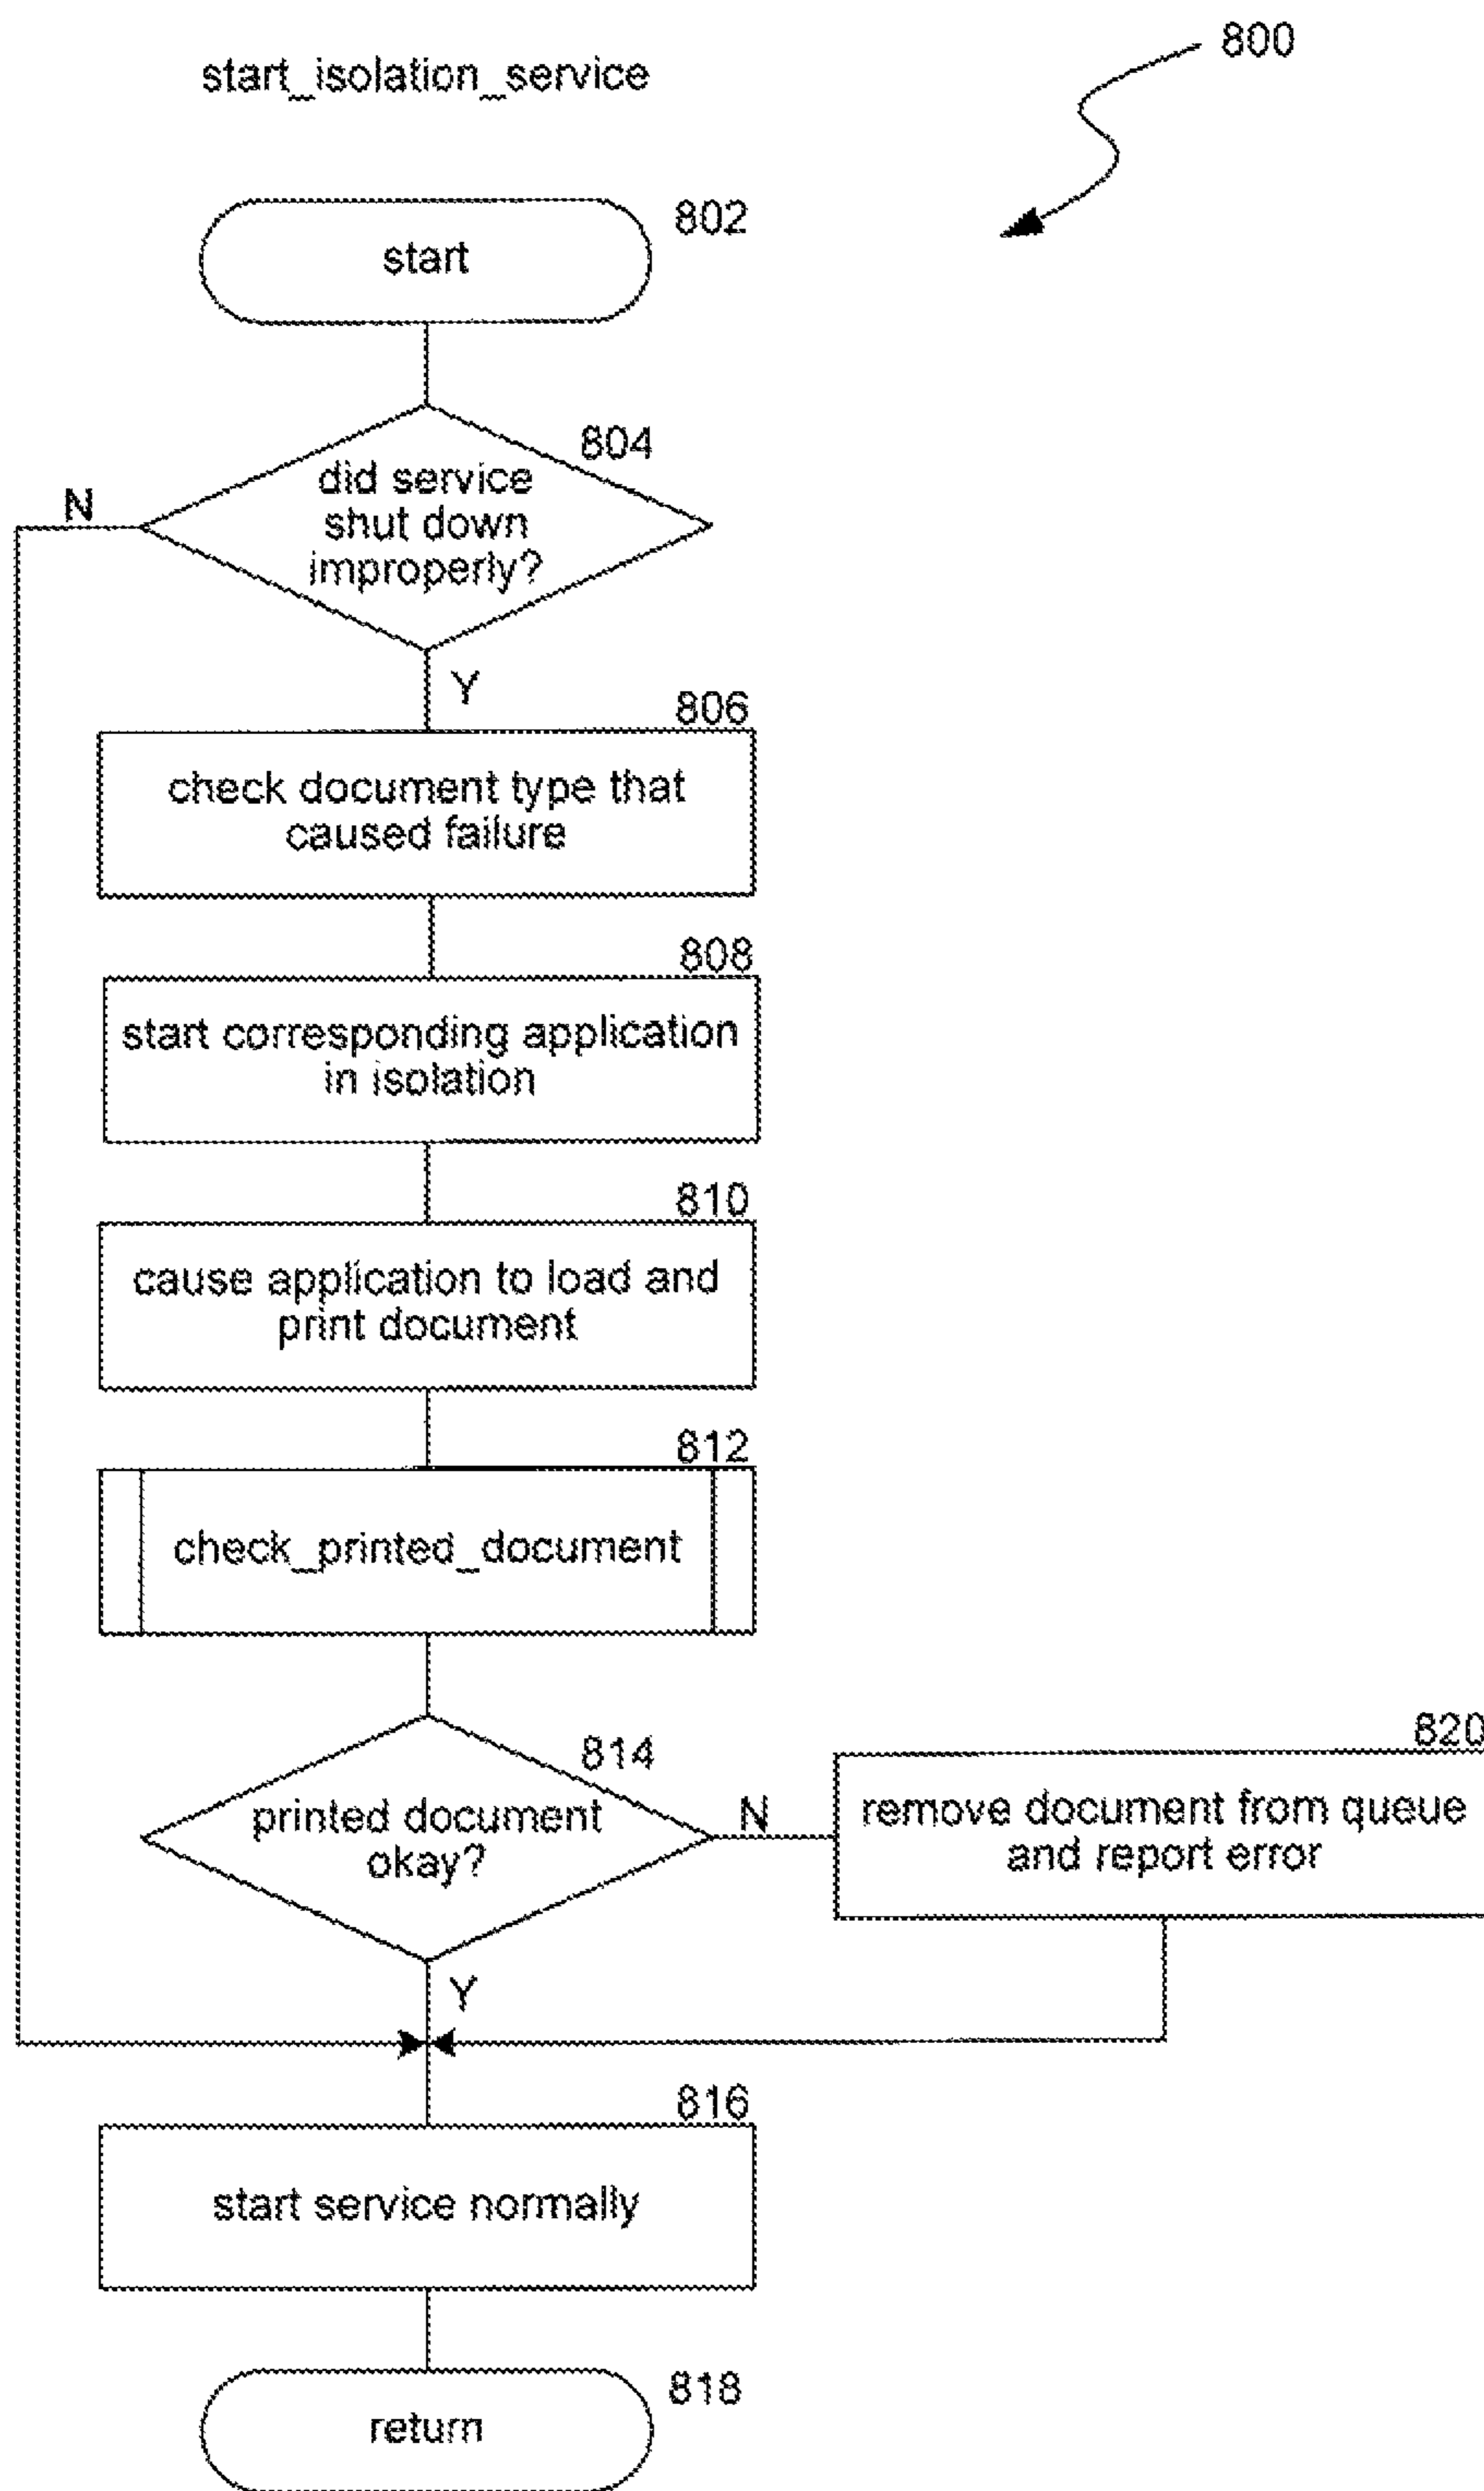 800
start_isolation_service
802
start
804
did service
shut down
improperly?
N
Y
806
check document type that
caused failure
808
start corresponding application
in isolation
810
cause application to load and
print document
812
check_printed_document
814
printed document
okay?
N
820
remove document from queue
and report error
Y
816
start service normally
818
return